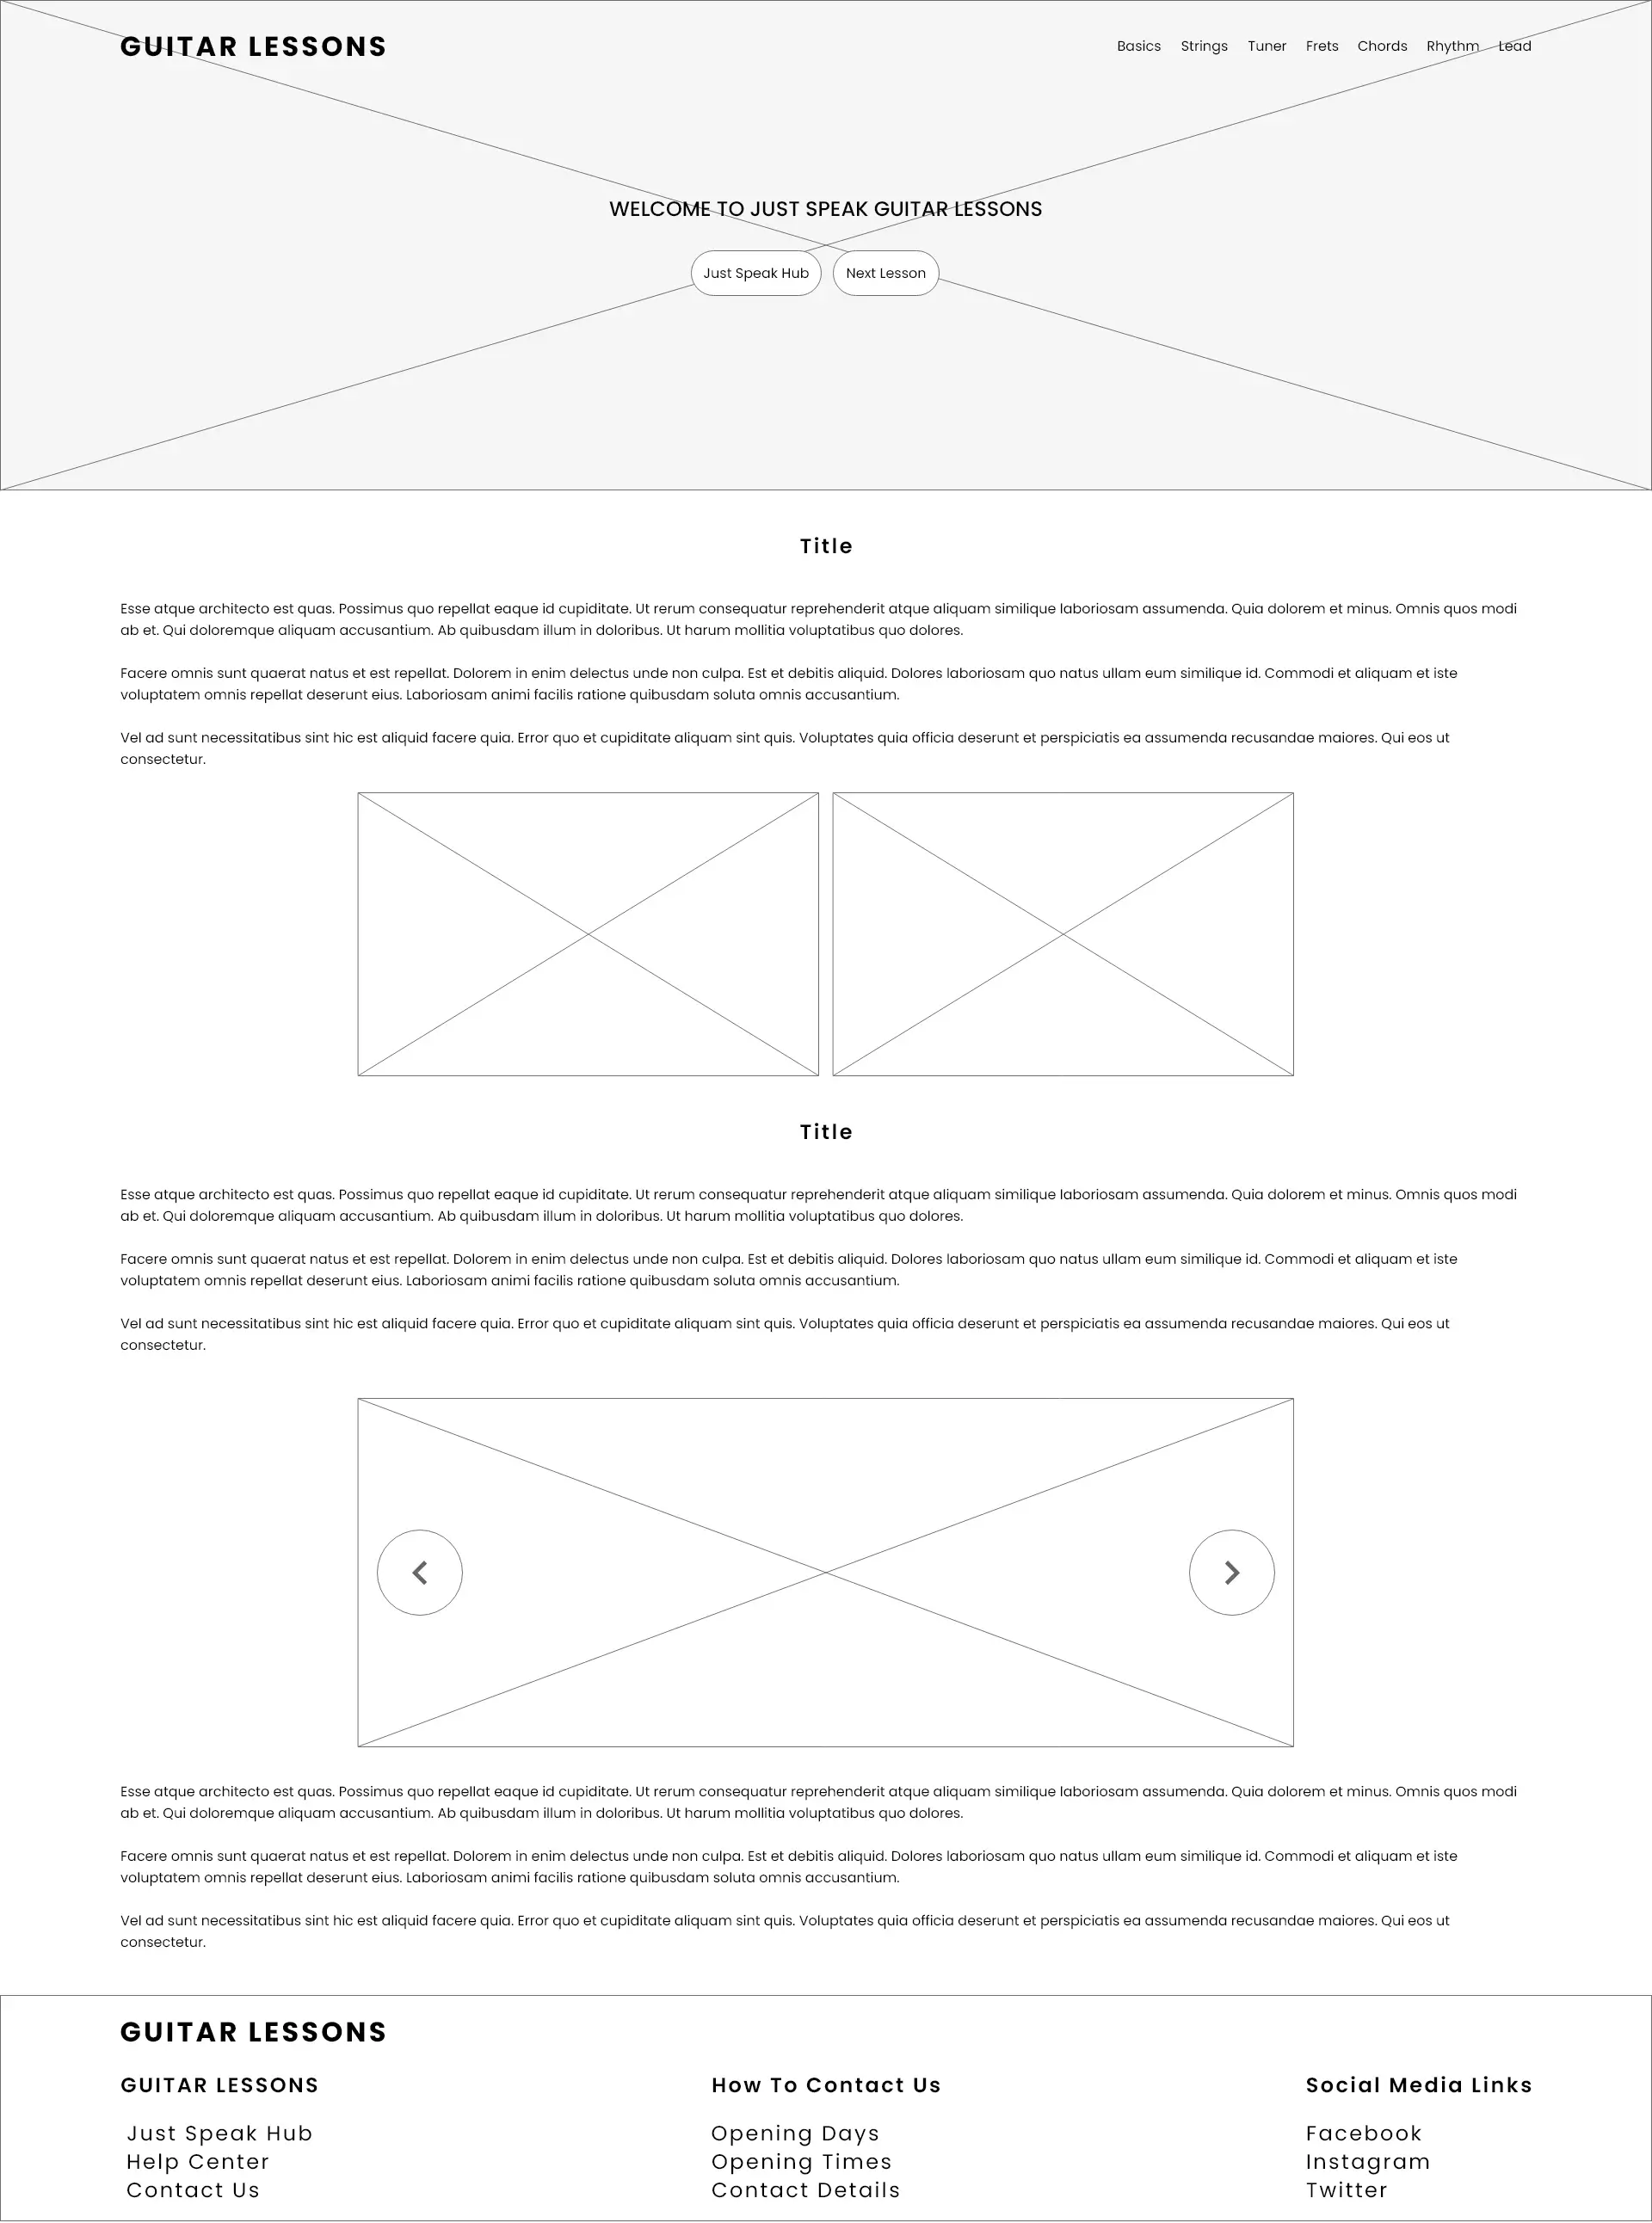 GUITAR LESSONS
Basics Strings Tuner Frets Chords Rhythm Lead
WELCOME TO JUST SPEAK GUITAR LESSONS
Just Speak Hub
Next Lesson
Title
Esse atque architecto est quas. Possimus quo repellat eaque id cupiditate. Ut rerum consequatur reprehenderit atque aliquam similique laboriosam assumenda. Quia dolorem et minus. Omnis quos modi
ab et. Qui doloremque aliquam accusantium. Ab quibusdam illum in doloribus. Ut harum mollitia voluptatibus quo dolores.
Facere omnis sunt quaerat natus et est repellat. Dolorem in enim delectus unde non culpa. Est et debitis aliquid. Dolores laboriosam quo natus ullam eum similique id. Commodi et aliquam et iste
voluptatem omnis repellat deserunt eius. Laboriosam animi facilis ratione quibusdam soluta omnis accusantium.
Vel ad sunt necessitatibus sint hic est aliquid facere quia. Error quo et cupiditate aliquam sint quis. Voluptates quia officia deserunt et perspiciatis ea assumenda recusandae maiores. Qui eos ut
consectetur.
Title
Esse atque architecto est quas. Possimus quo repellat eaque id cupiditate. Ut rerum consequatur reprehenderit atque aliquam similique laboriosam assumenda. Quia dolorem et minus. Omnis quos modi
ab et. Qui doloremque aliquam accusantium. Ab quibusdam illum in doloribus. Ut harum mollitia voluptatibus quo dolores.
Facere omnis sunt quaerat natus et est repellat. Dolorem in enim delectus unde non culpa. Est et debitis aliquid. Dolores laboriosam quo natus ullam eum similique id. Commodi et aliquam et iste
voluptatem omnis repellat deserunt eius. Laboriosam animi facilis ratione quibusdam soluta omnis accusantium.
Vel ad sunt necessitatibus sint hic est aliquid facere quia. Error quo et cupiditate aliquam sint quis. Voluptates quia officia deserunt et perspiciatis ea assumenda recusandae maiores. Qui eos ut
consectetur.
Esse atque architecto est quas. Possimus quo repellat eaque id cupiditate. Ut rerum consequatur reprehenderit atque aliquam similique laboriosam assumenda. Quia dolorem et minus. Omnis quos modi
ab et. Qui doloremque aliquam accusantium. Ab quibusdam illum in doloribus. Ut harum mollitia voluptatibus quo dolores.
Facere omnis sunt quaerat natus et est repellat. Dolorem in enim delectus unde non culpa. Est et debitis aliquid. Dolores laboriosam quo natus ullam eum similique id. Commodi et aliquam et iste
voluptatem omnis repellat deserunt eius. Laboriosam animi facilis ratione quibusdam soluta omnis accusantium.
Vel ad sunt necessitatibus sint hic est aliquid facere quia. Error quo et cupiditate aliquam sint quis. Voluptates quia officia deserunt et perspiciatis ea assumenda recusandae maiores. Qui eos ut
consectetur.
GUITAR LESSONS
GUITAR LESSONS
Just Speak Hub
Help Center
Contact Us
How To Contact Us
Opening Days
Opening Times
Contact Details
Social Media Links
Facebook
Instagram
Twitter